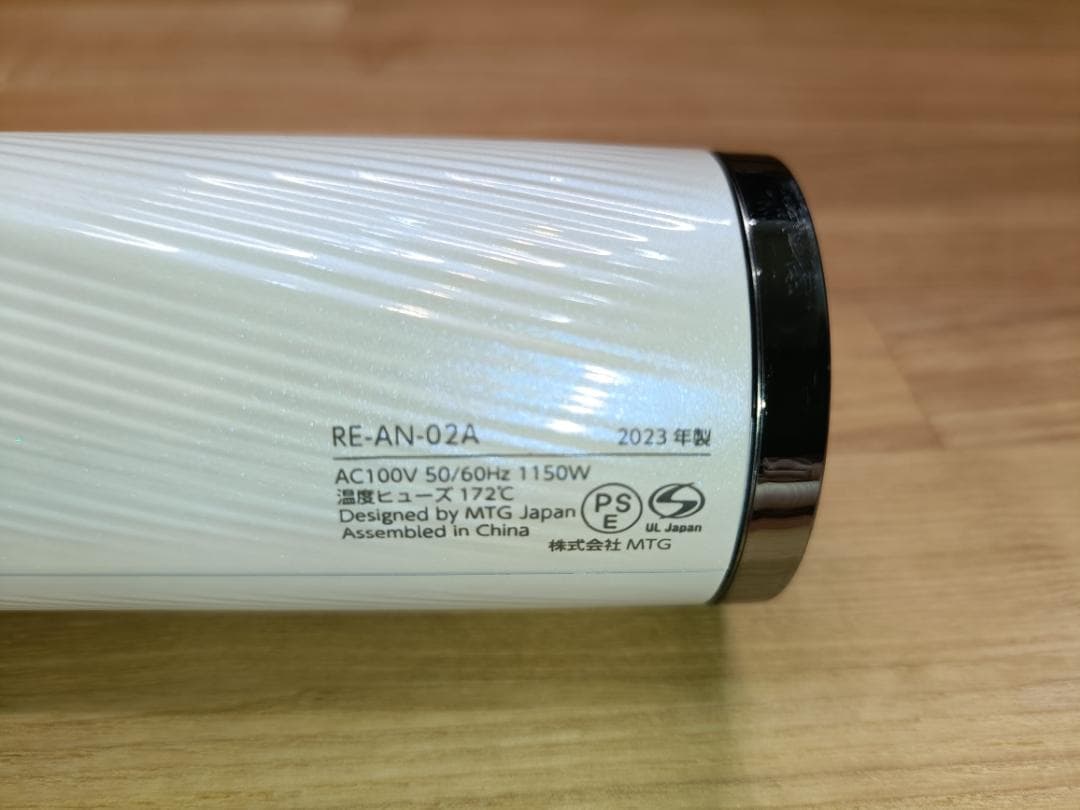 RE-AN-02A 2023 年製
AC100V 50/60Hz 1150W
温度ヒューズ 172℃
Designed by MTG Japan
Assembled in China
PS
E
UL Japan
株式会社 MTG